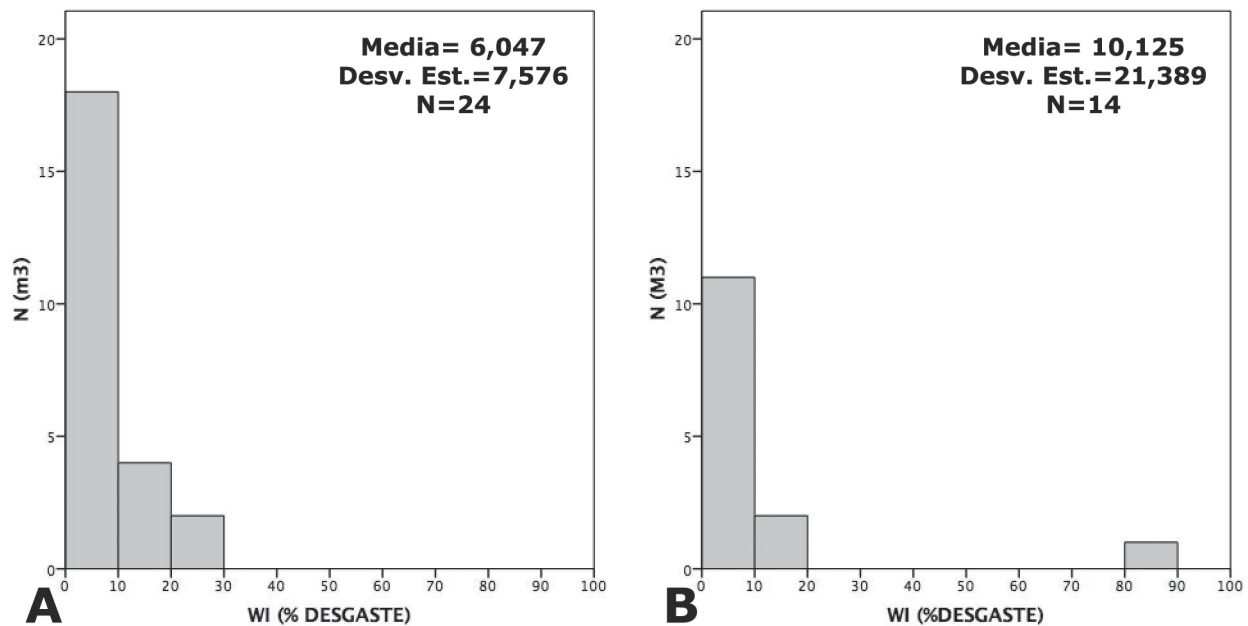 Media= 6,047
Desv. Est.=7,576
N=24
20
15
10
5
0
N (m3)
0 10 20 30 40 50 60 70 80 90 100
WI (% DESGASTE)
A
Media= 10,125
Desv. Est.=21,389
N=14
20
15
10
5
0
N (M3)
0 10 20 30 40 50 60 70 80 90 100
WI (%DESGASTE)
B